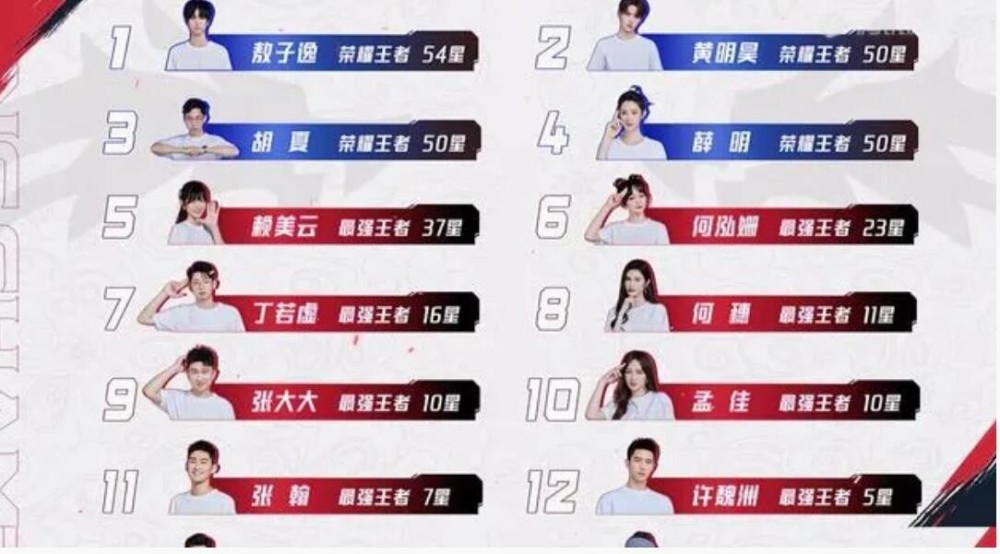 1 敖子逸 荣耀王者 54星
2 黄明昊 荣耀王者 50星
3 胡夏 荣耀王者 50星
4 薛明 荣耀王者 50星
5 赖美云 最强王者 37星
6 何泓姗 最强王者 23星
7 丁若虚 最强王者 16星
8 何穗 最强王者 11星
9 张大大 最强王者 10星
10 孟佳 最强王者 10星
11 张翰 最强王者 7星
12 许魏洲 最强王者 5星